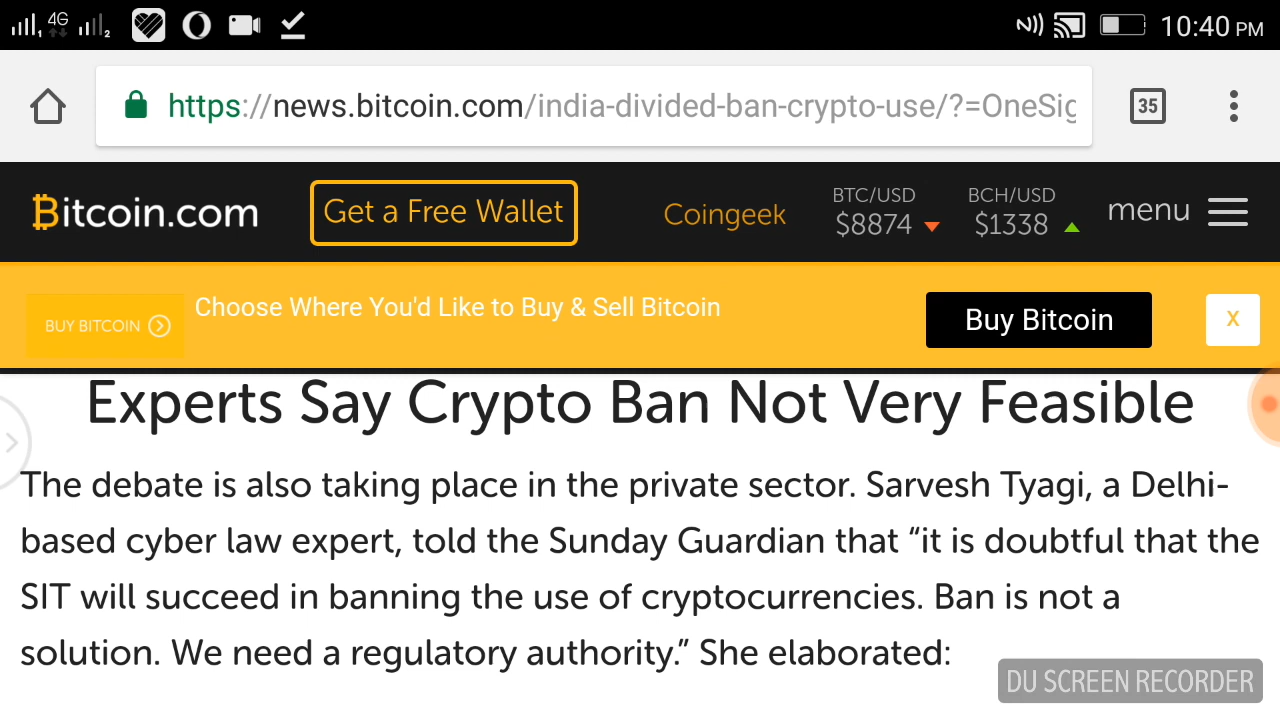 4G
1
2
10:40 PM
https://news.bitcoin.com/india-divided-ban-crypto-use/?=OneSig
35
Bitcoin.com
Get a Free Wallet
Coingeek
BTC/USD
$8874
BCH/USD
$1338
menu
BUY BITCOIN
Choose Where You'd Like to Buy & Sell Bitcoin
Buy Bitcoin
X
Experts Say Crypto Ban Not Very Feasible
The debate is also taking place in the private sector. Sarvesh Tyagi, a Delhi-
based cyber law expert, told the Sunday Guardian that “it is doubtful that the
SIT will succeed in banning the use of cryptocurrencies. Ban is not a
solution. We need a regulatory authority.” She elaborated:
DU SCREEN RECORDER